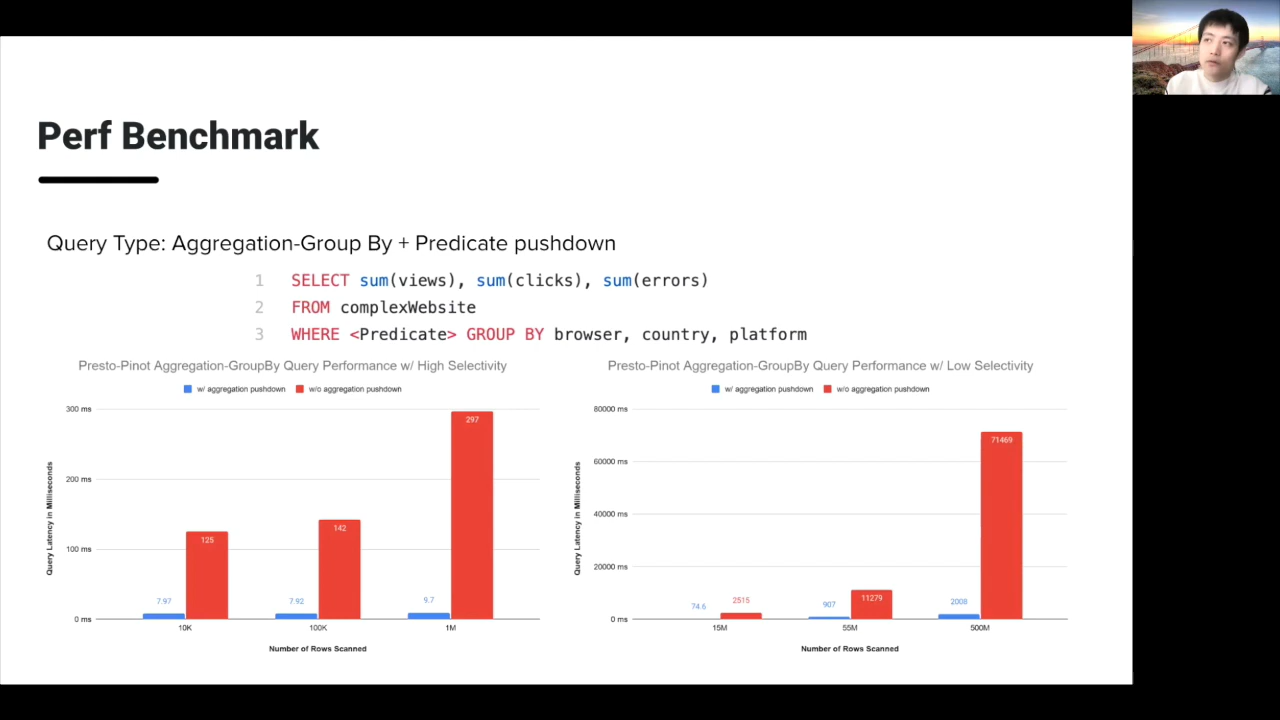 Perf Benchmark
Query Type: Aggregation-Group By + Predicate pushdown
1 SELECT sum(views), sum(clicks), sum(errors)
2 FROM complexWebsite
3 WHERE <Predicate> GROUP BY browser, country, platform
Presto-Pinot Aggregation-GroupBy Query Performance w/ High Selectivity
w/ aggregation pushdown w/o aggregation pushdown
Query Latency in Milliseconds
300 ms
200 ms
100 ms
0 ms
7.97 125
7.92 142
9.7 297
10K 100K 1M
Number of Rows Scanned
Presto-Pinot Aggregation-GroupBy Query Performance w/ Low Selectivity
w/ aggregation pushdown w/o aggregation pushdown
Query Latency in Milliseconds
80000 ms
60000 ms
40000 ms
20000 ms
0 ms
74.6 2515
907 11279
2008 71469
15M 55M 500M
Number of Rows Scanned